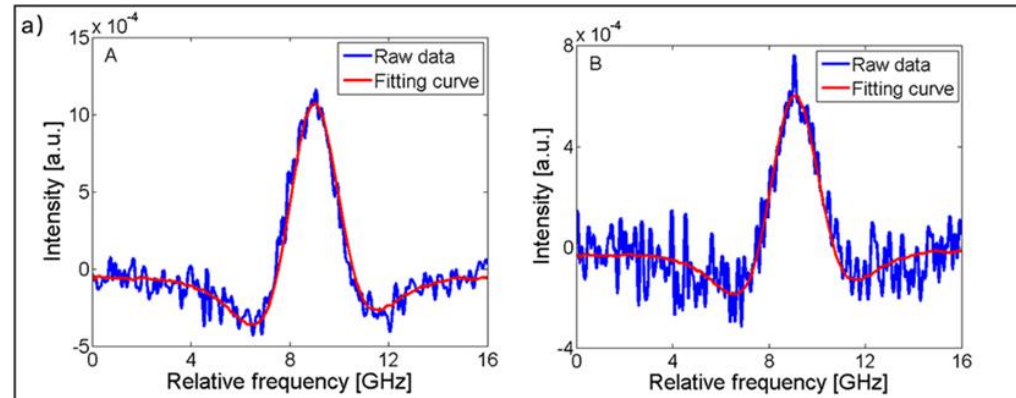 a)
15 x 10⁻⁴
A
Raw data
Fitting curve
10
5
0
-5
0 4 8 12 16
Intensity [a.u.]
Relative frequency [GHz]
8 x 10⁻⁴
B
Raw data
Fitting curve
4
0
-4
0 4 8 12 16
Intensity [a.u.]
Relative frequency [GHz]